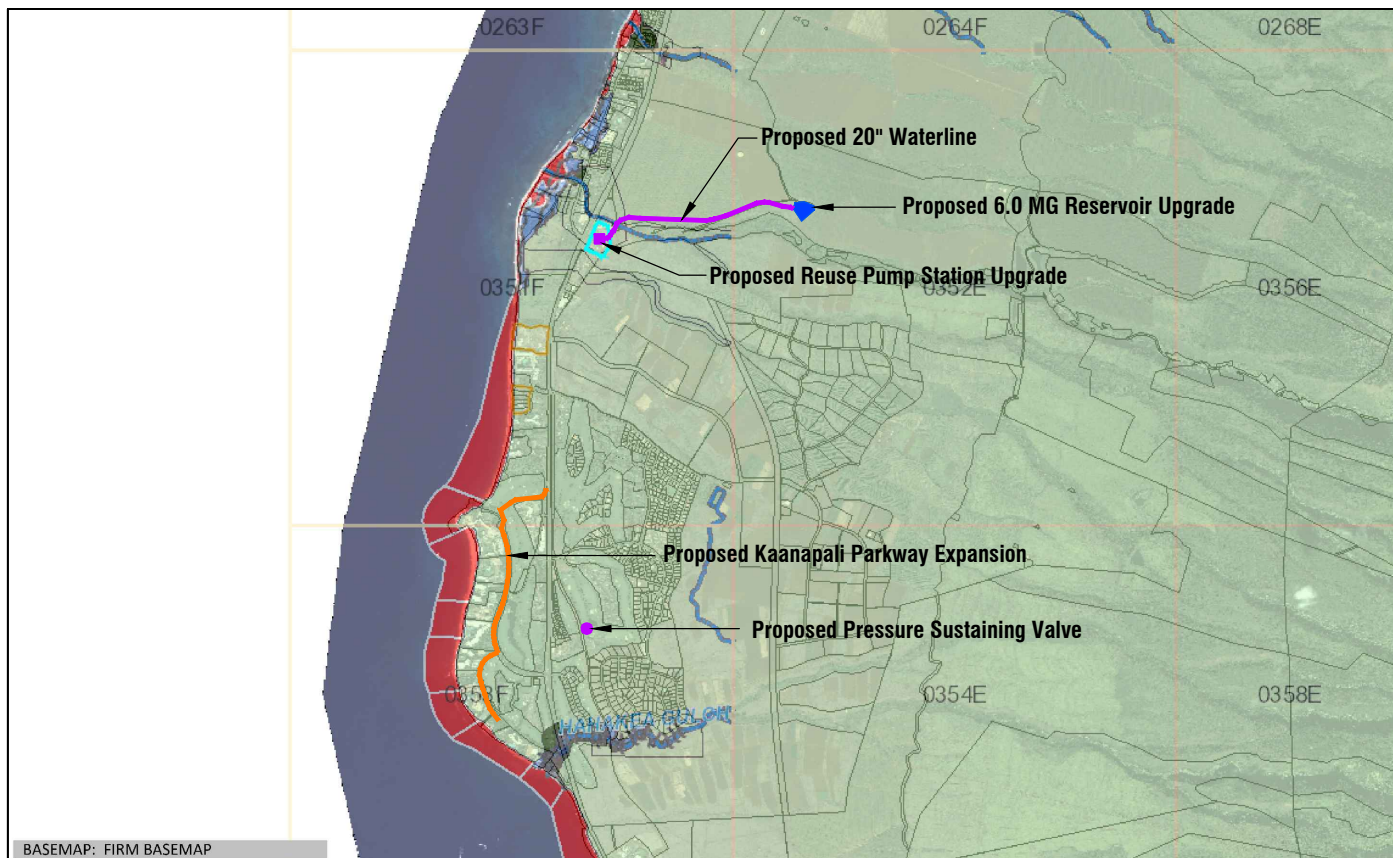 0263F
0264F
0268E
Proposed 20" Waterline
Proposed 6.0 MG Reservoir Upgrade
Proposed Reuse Pump Station Upgrade
0351F
0352E
0356E
Proposed Kaanapali Parkway Expansion
Proposed Pressure Sustaining Valve
0353F
0354E
0358E
BASEMAP: FIRM BASEMAP